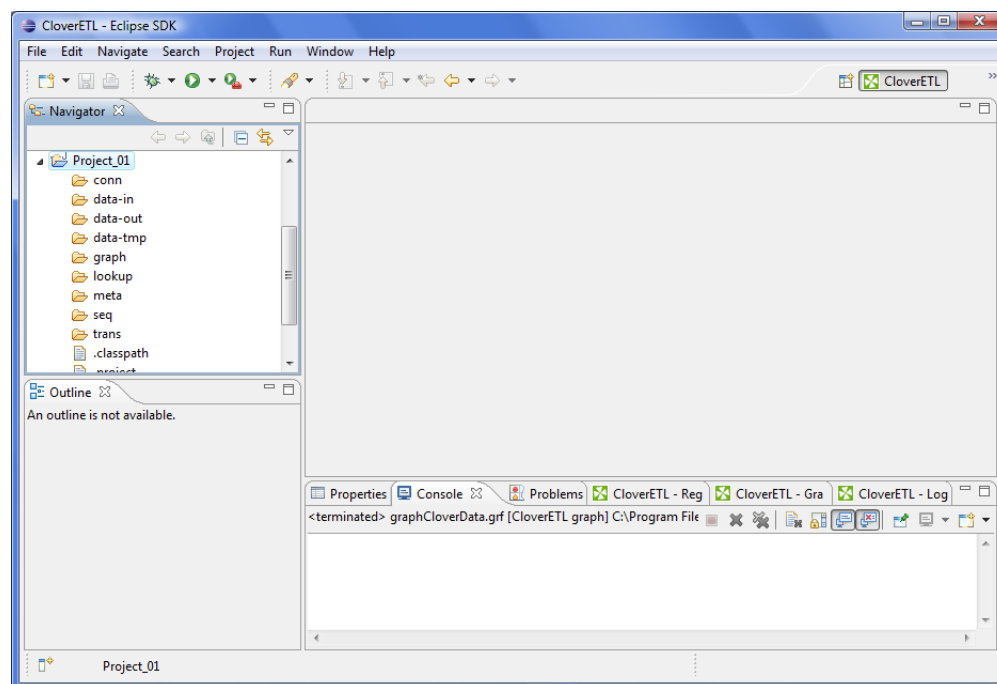 CloverETL - Eclipse SDK
File Edit Navigate Search Project Run Window Help
CloverETL
Navigator
Project_01
conn
data-in
data-out
data-tmp
graph
lookup
meta
seq
trans
.classpath
.project
Outline
An outline is not available.
Properties Console Problems CloverETL - Reg CloverETL - Gra CloverETL - Log
<terminated> graphCloverData.grf [CloverETL graph] C:\Program File
Project_01